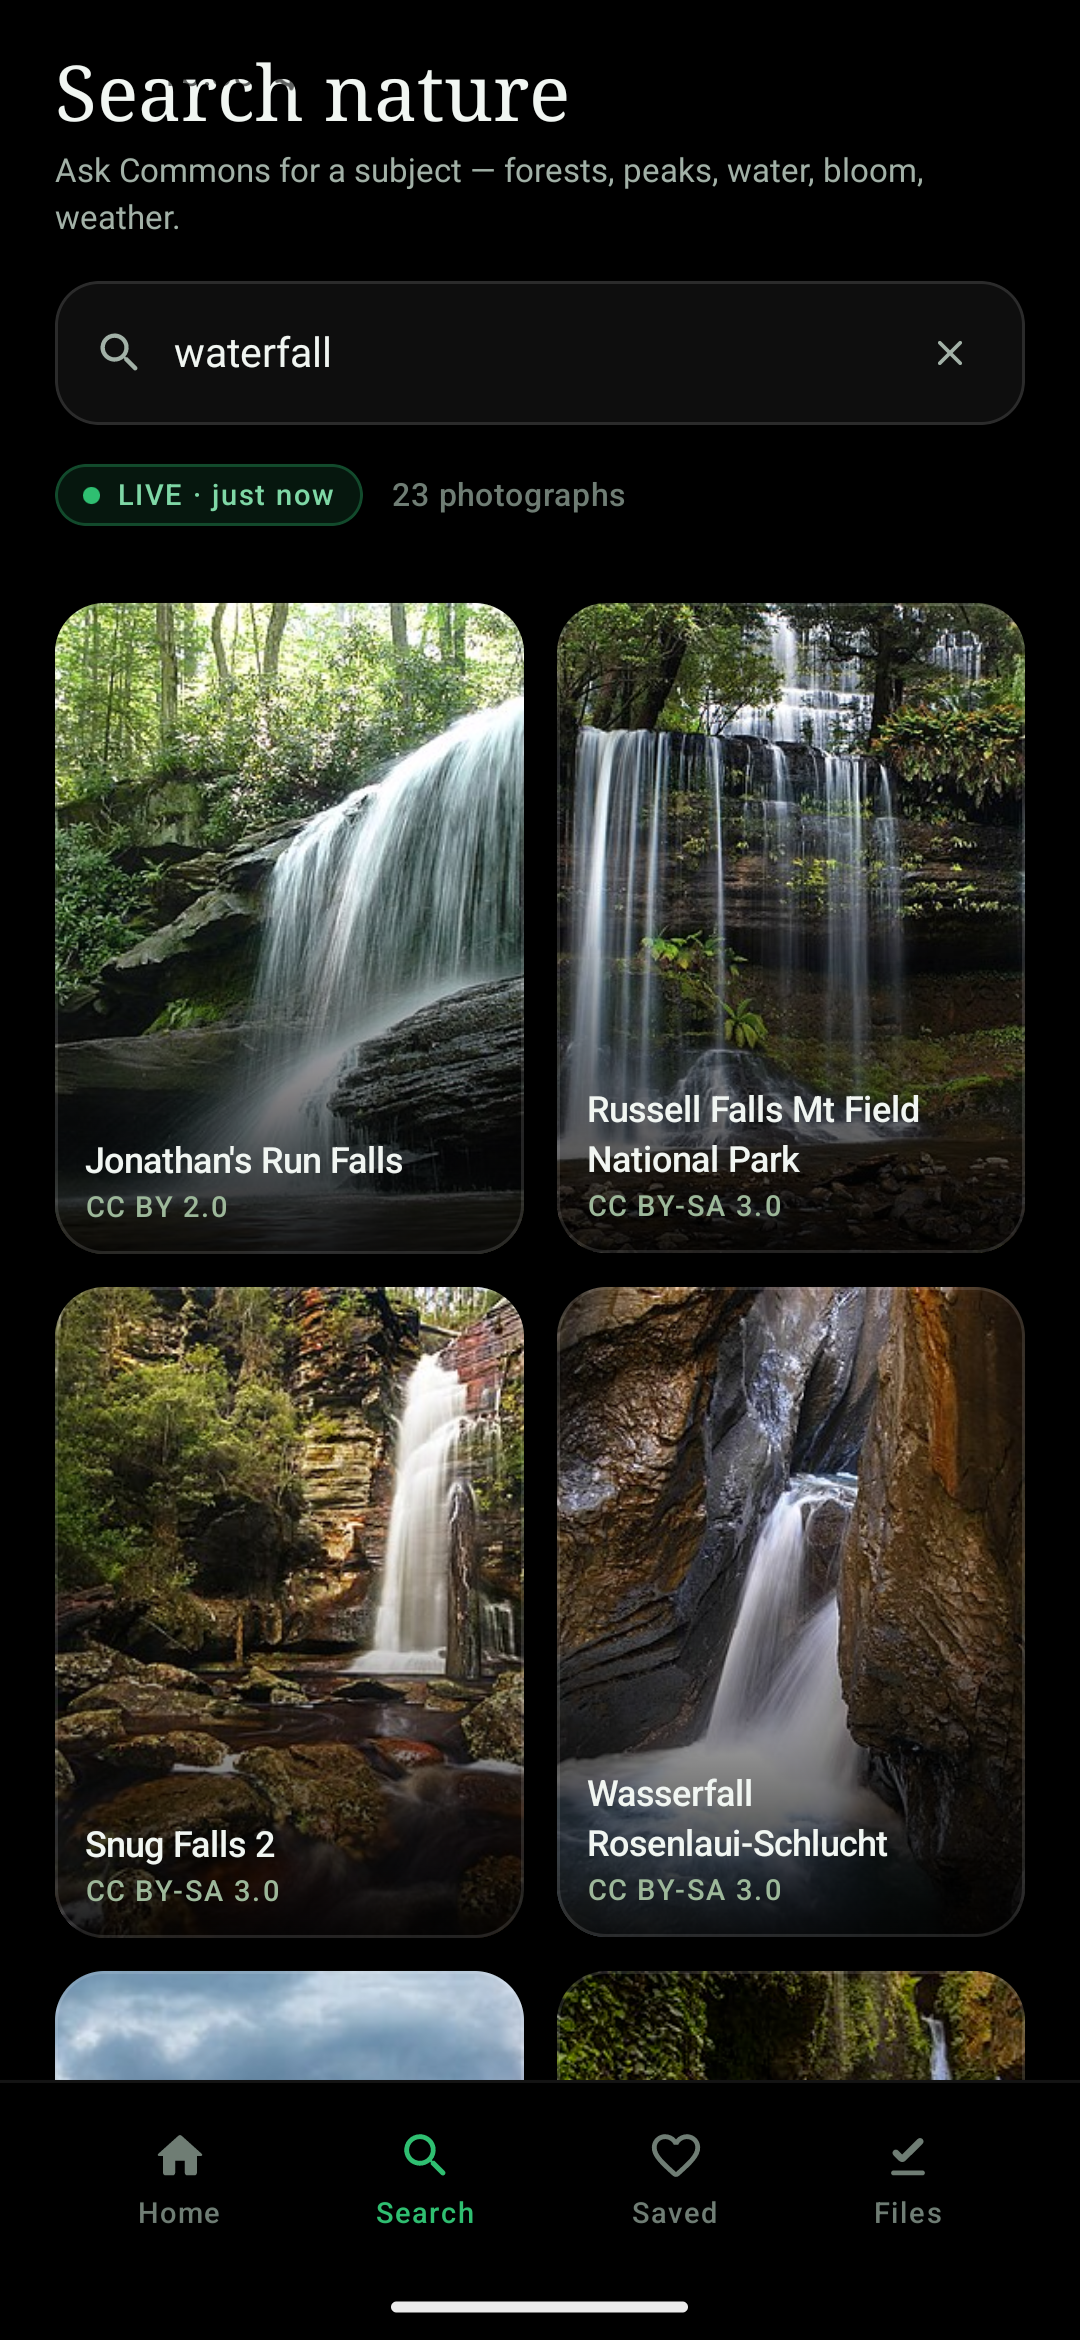 Search nature
Ask Commons for a subject — forests, peaks, water, bloom,
weather.
waterfall
LIVE · just now
23 photographs
Jonathan's Run Falls
CC BY 2.0
Russell Falls Mt Field
National Park
CC BY-SA 3.0
Snug Falls 2
CC BY-SA 3.0
Wasserfall
Rosenlaui-Schlucht
CC BY-SA 3.0
Home
Search
Saved
Files